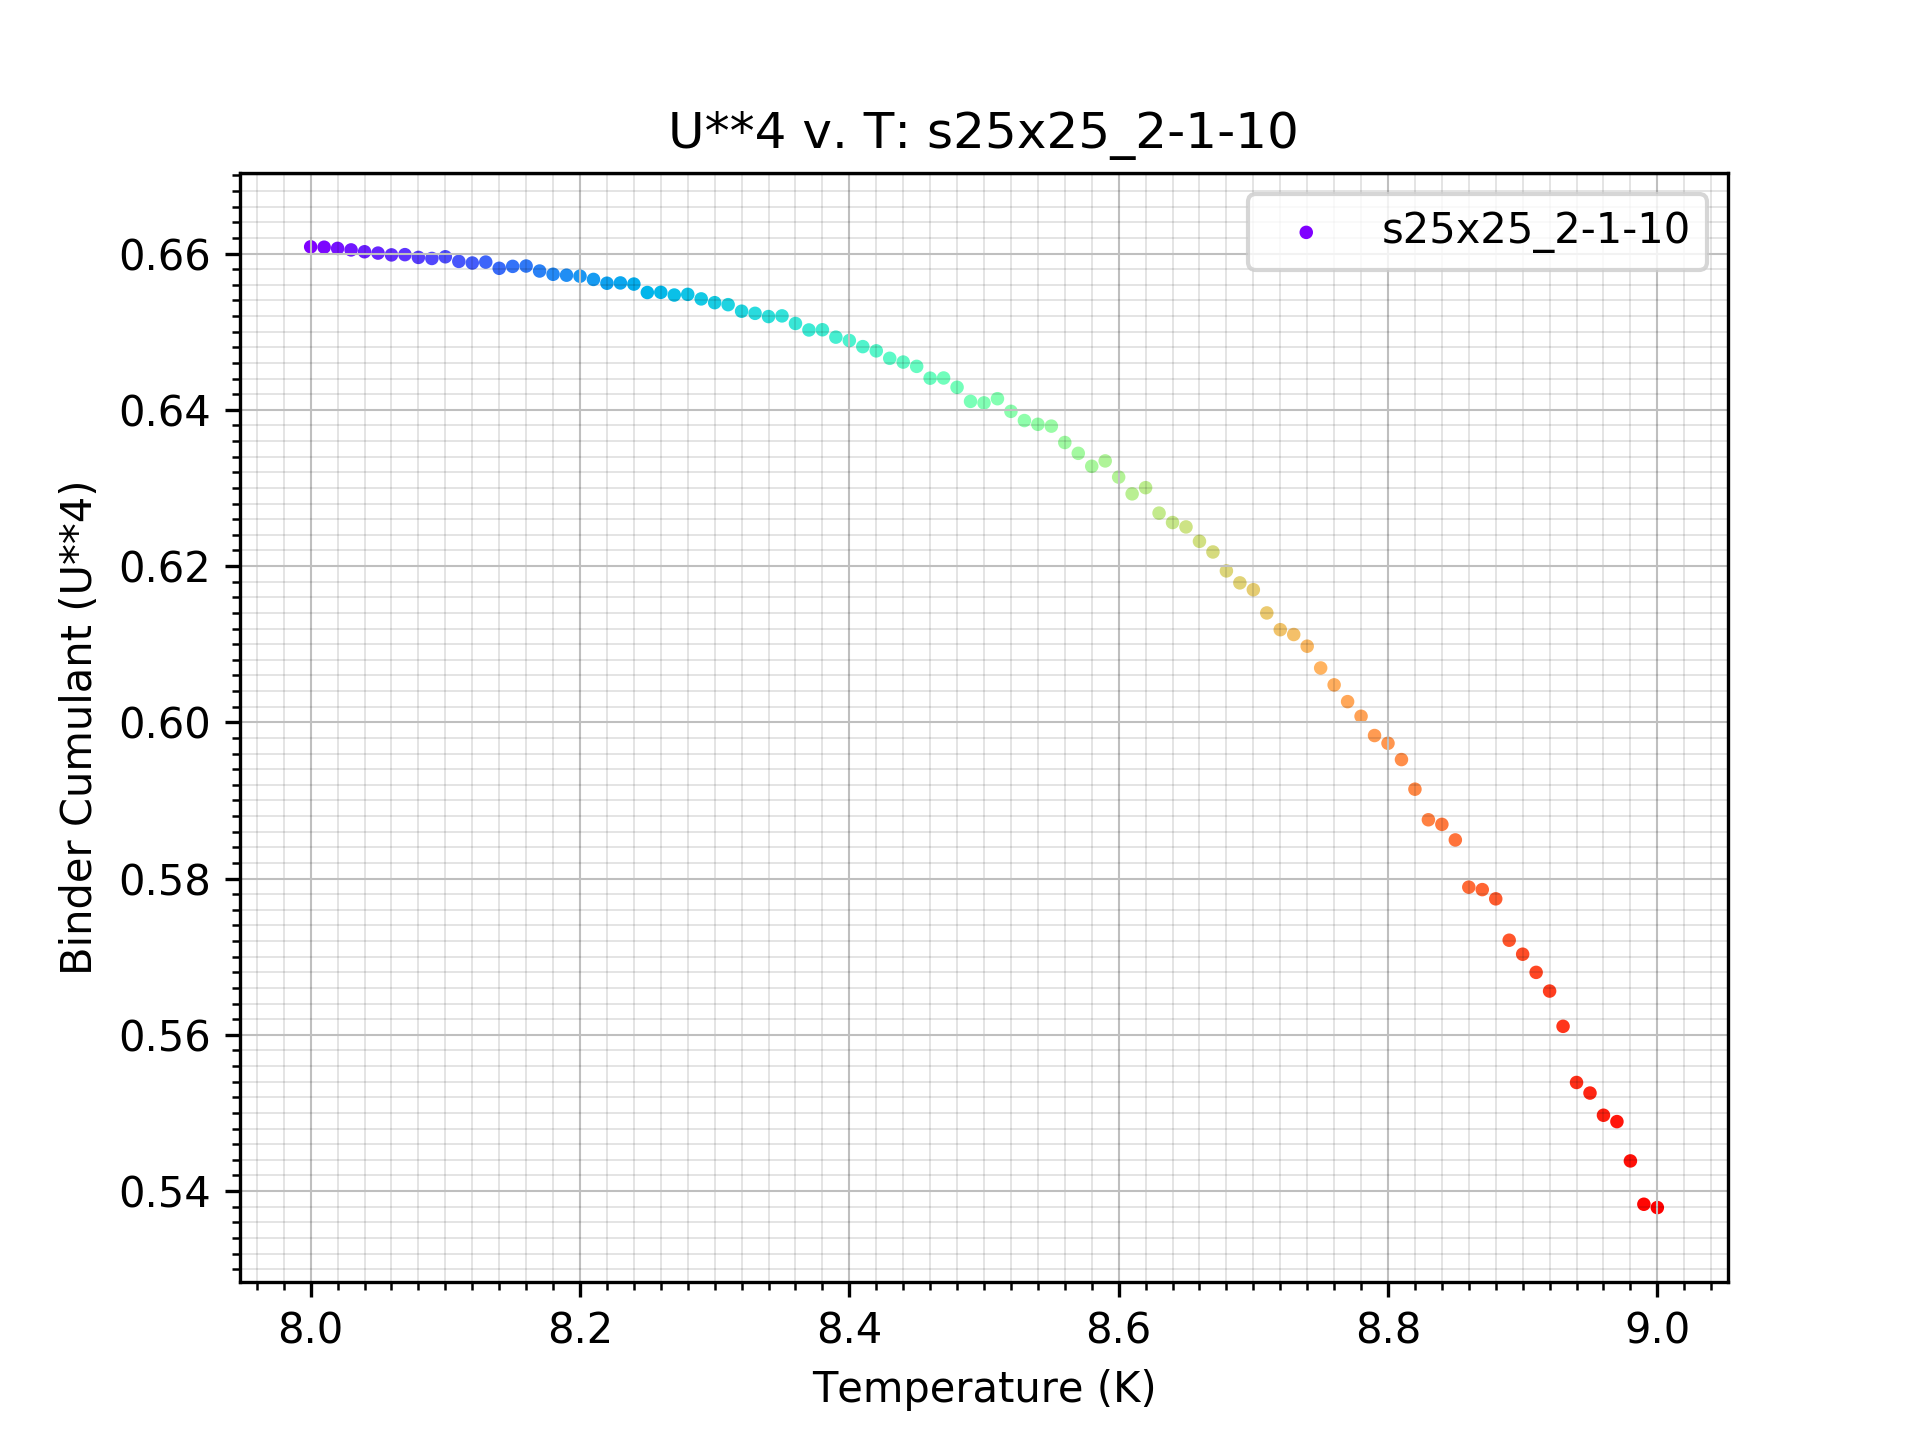 U**4 v. T: s25x25_2-1-10
s25x25_2-1-10
Binder Cumulant (U**4)
0.66
0.64
0.62
0.60
0.58
0.56
0.54
8.0 8.2 8.4 8.6 8.8 9.0
Temperature (K)